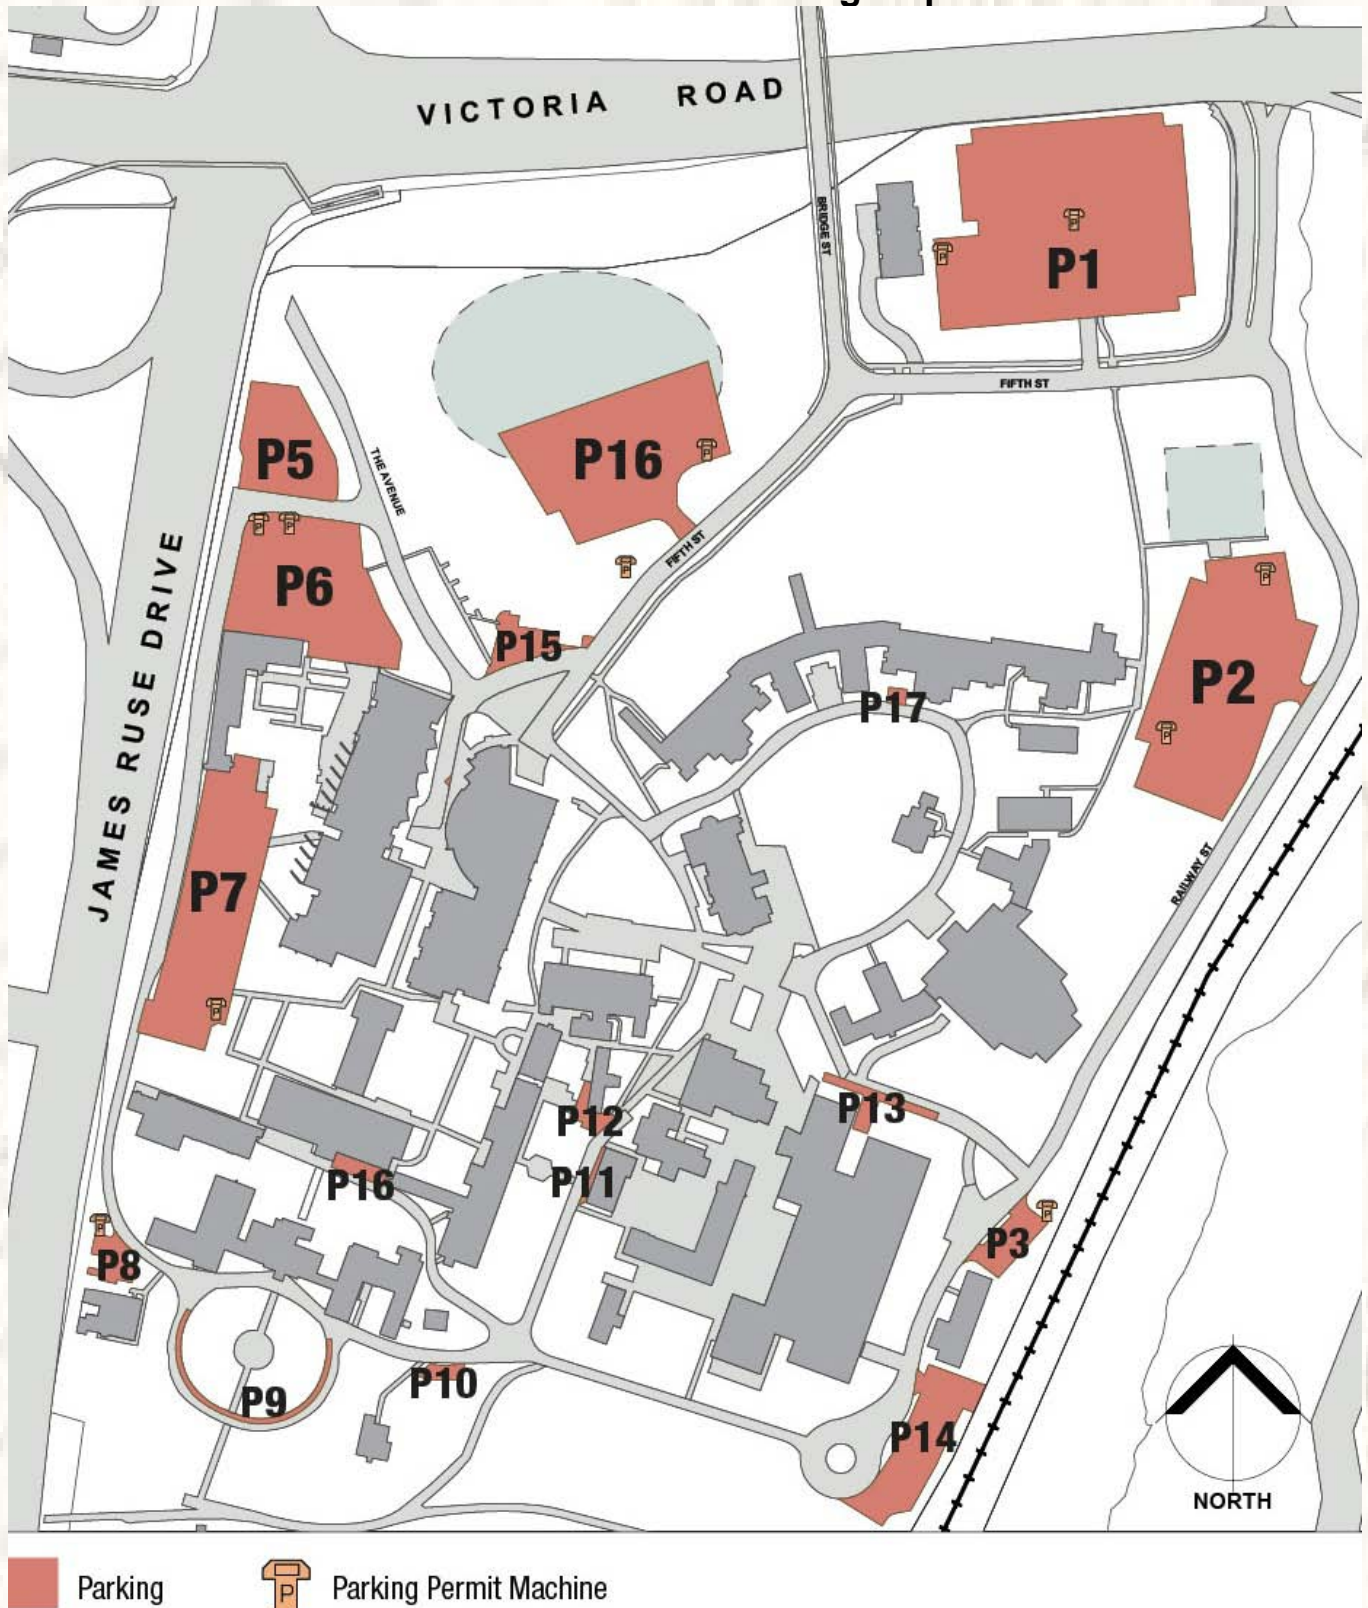 VICTORIA ROAD
BRIDGE ST
P1
FIFTH ST
P5
THE AVENUE
P16
P
FIFTH ST
P6
JAMES RUSE DRIVE
P15
P2
P17
P7
RAILWAY ST
P12
P13
P11
P16
P8
P3
P9
P10
P14
NORTH
Parking
P
Parking Permit Machine